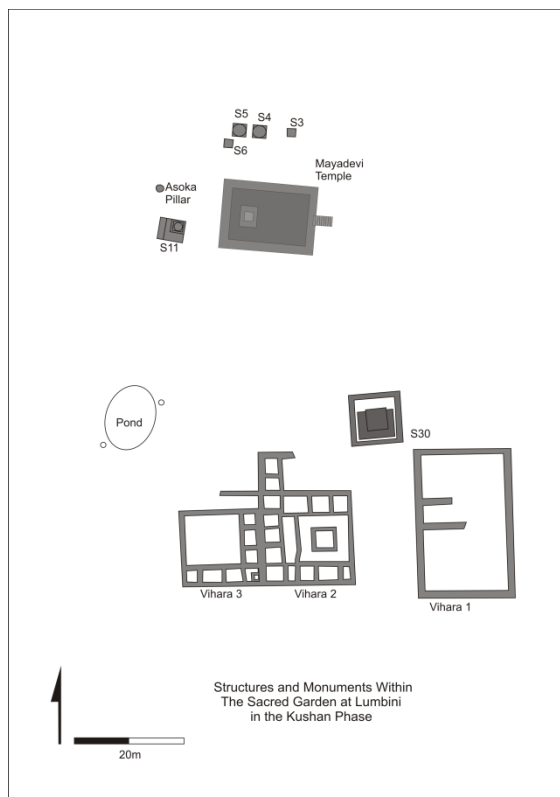 S5 S4 S3
S6
Mayadevi
Temple
Asoka
Pillar
S11
Pond
S30
Vihara 3 Vihara 2 Vihara 1
Structures and Monuments Within
The Sacred Garden at Lumbini
in the Kushan Phase
20m